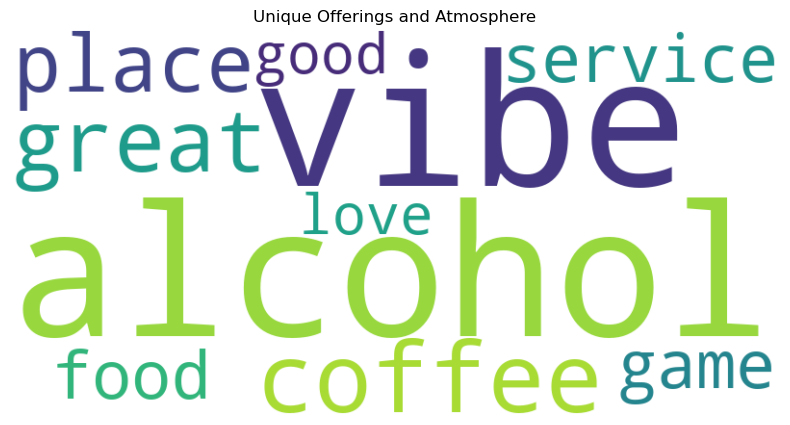 Unique Offerings and Atmosphere
place good service
great vibe
love
alcohol
food coffee game